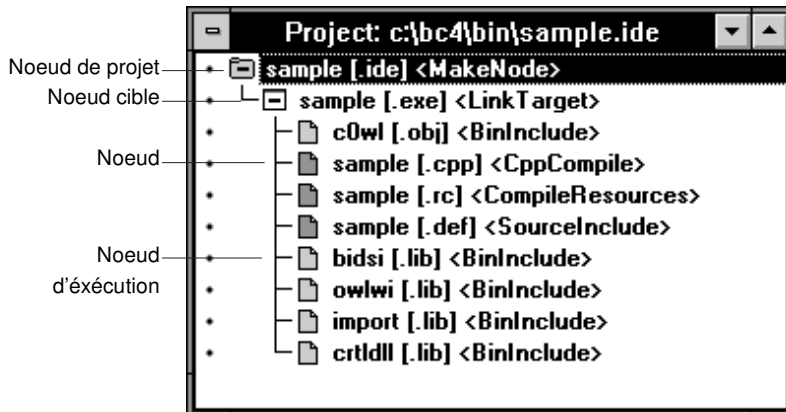 Project: c:\bc4\bin\sample.ide
Noeud de projet
sample [.ide] <MakeNode>
Noeud cible
sample [.exe] <LinkTarget>
c0wl [.obj] <BinInclude>
Noeud
sample [.cpp] <CppCompile>
sample [.rc] <CompileResources>
sample [.def] <SourceInclude>
Noeud
bidsi [.lib] <BinInclude>
d'éxécution
owlwi [.lib] <BinInclude>
import [.lib] <BinInclude>
crtldll [.lib] <BinInclude>